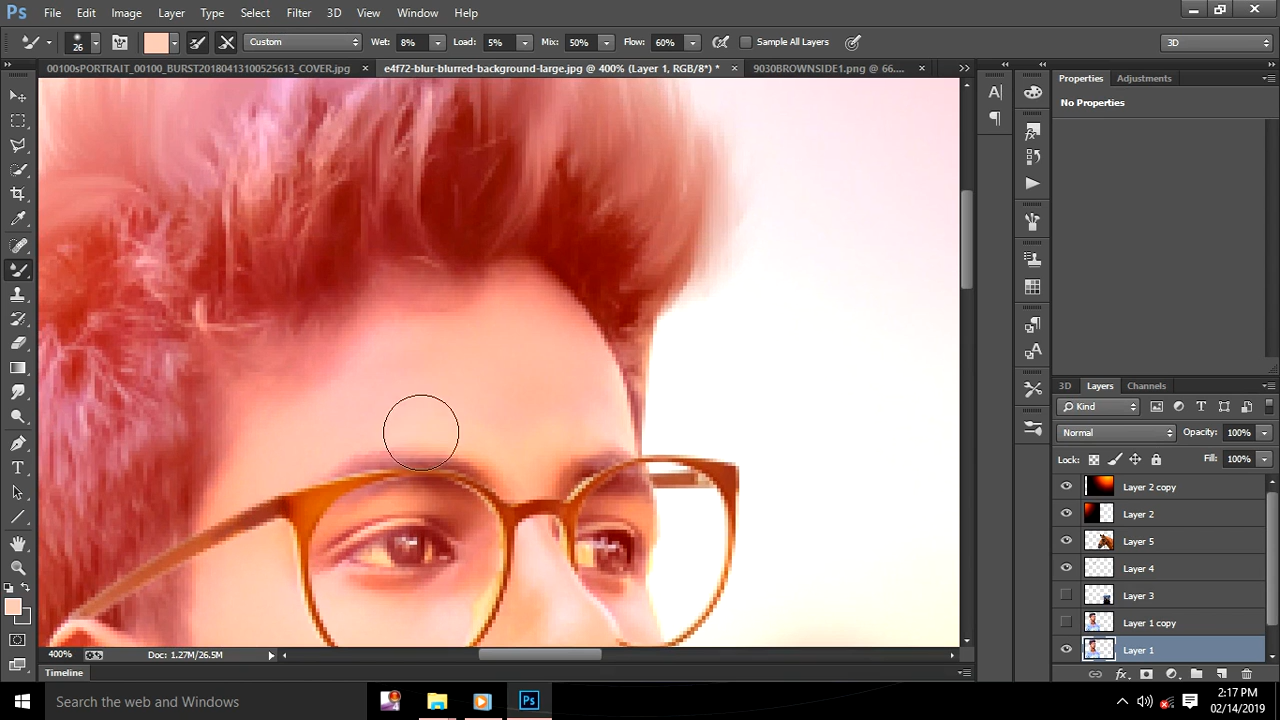 Ps File Edit Image Layer Type Select Filter 3D View Window Help
26 Custom Wet: 8% Load: 5% Mix: 50% Flow: 60% Sample All Layers 3D
00100sPORTRAIT_00100_BURST20180413100525613_COVER.jpg × e4f72-blur-blurred-background-large.jpg @ 400% (Layer 1, RGB/8*) * × 9030BROWNSIDE1.png @ 66.... ×
Properties Adjustments
No Properties
3D Layers Channels
Kind
Normal Opacity: 100%
Lock: Fill: 100%
Layer 2 copy
Layer 2
Layer 5
Layer 4
Layer 3
Layer 1 copy
Layer 1
400% Doc: 1.27M/26.5M
Timeline
Search the web and Windows
Ps
2:17 PM
02/14/2019